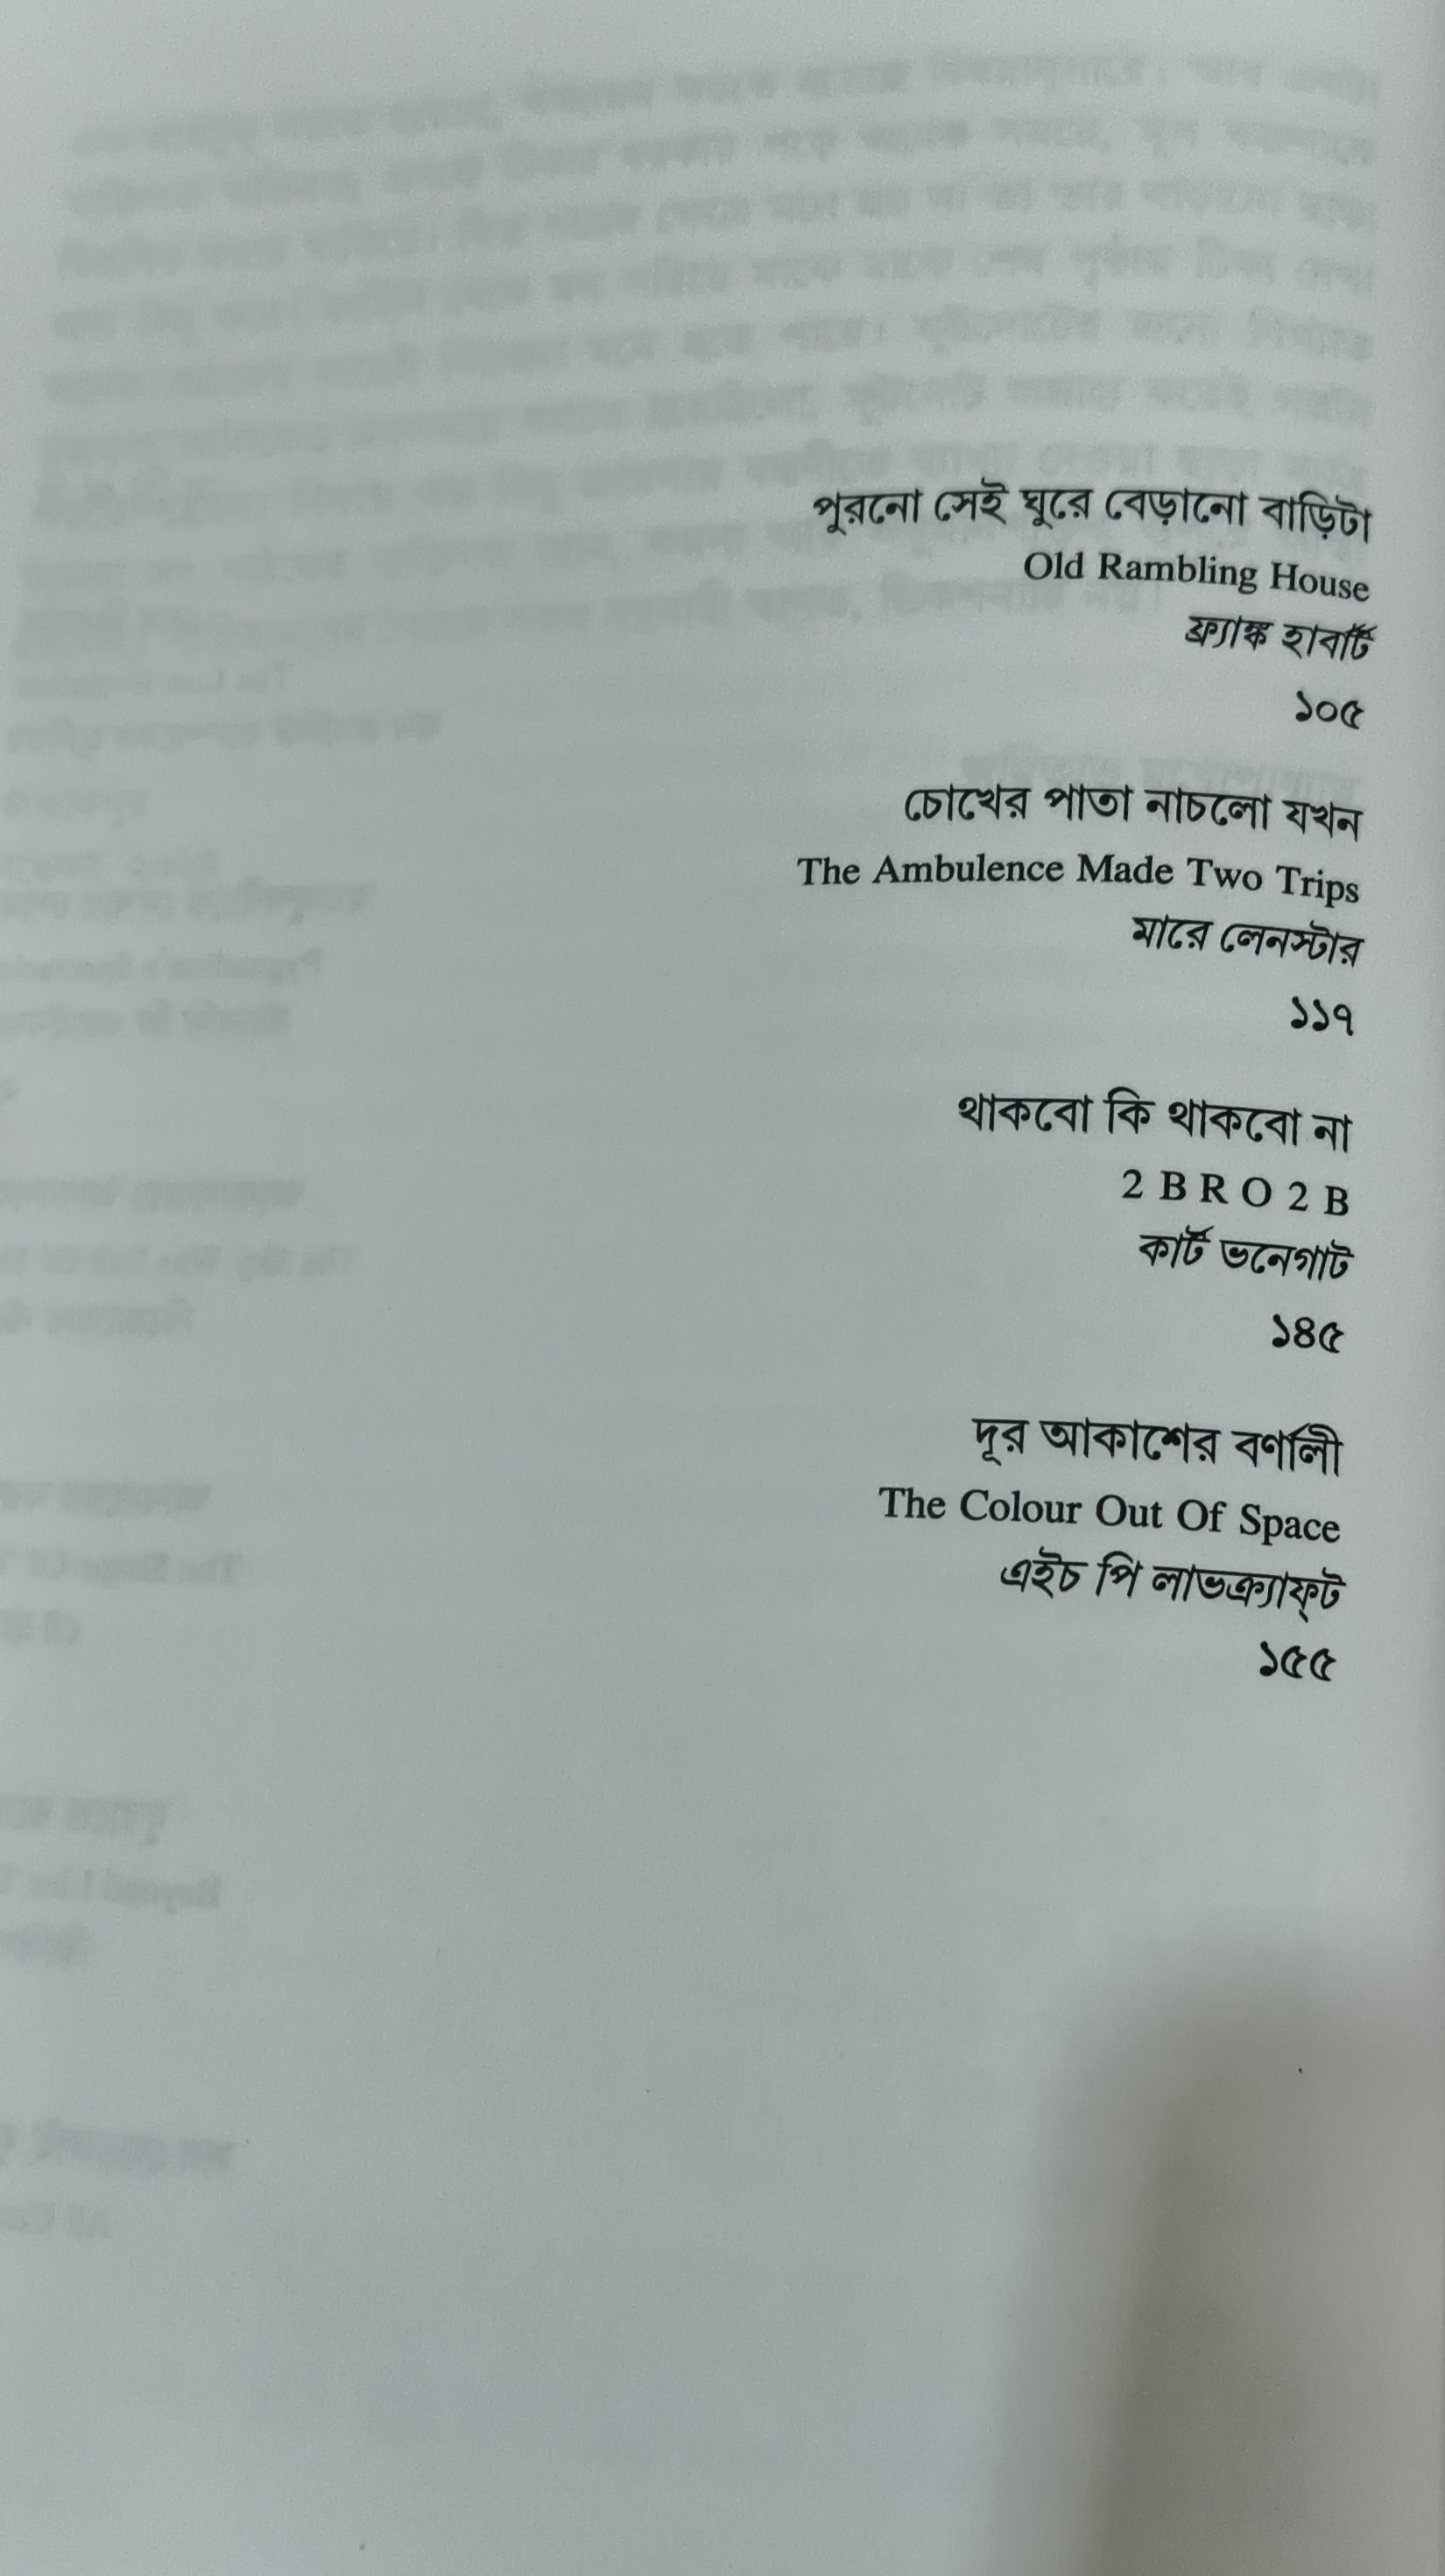 পুরনো সেই ঘুরে বেড়ানো বাড়িটা
Old Rambling House
ফ্র্যাঙ্ক হাবার্ট
১০৫
চোখের পাতা নাচলো যখন
The Ambulence Made Two Trips
মারে লেনস্টার
১১৭
থাকবো কি থাকবো না
2 B R O 2 B
কার্ট ভনেগাট
১৪৫
দূর আকাশের বর্ণালী
The Colour Out Of Space
এইচ পি লাভক্র্যাফ্‌ট
১৫৫